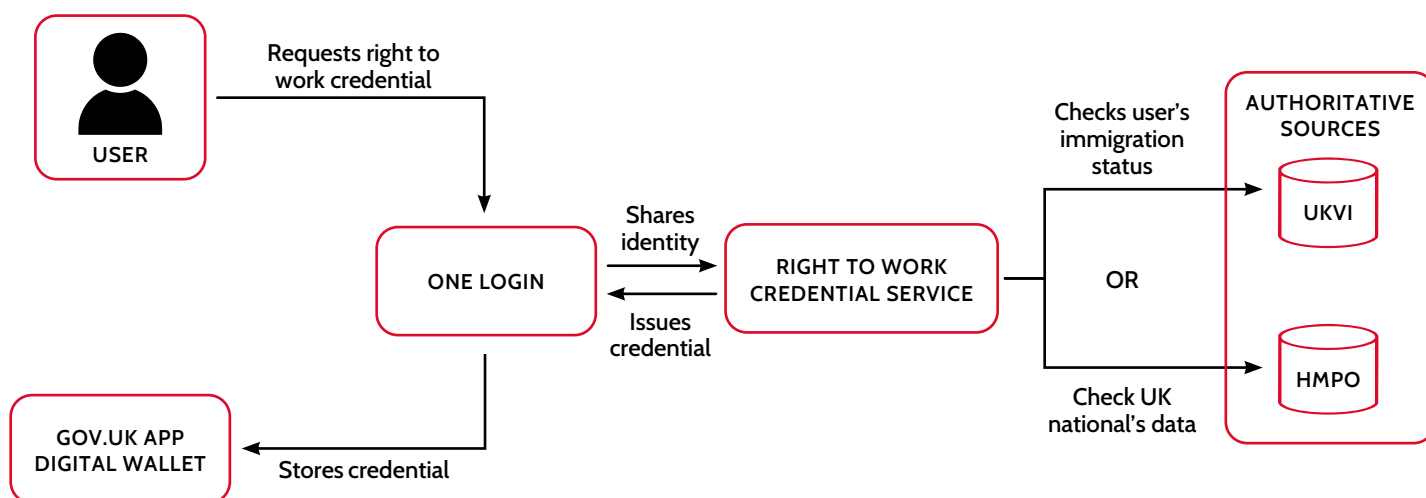 Requests right to
work credential
USER
AUTHORITATIVE
SOURCES
Checks user’s
immigration
status
UKVI
Shares
identity
ONE LOGIN
RIGHT TO WORK
CREDENTIAL SERVICE
OR
Issues
credential
HMPO
Check UK
national’s data
GOV.UK APP
DIGITAL WALLET
Stores credential